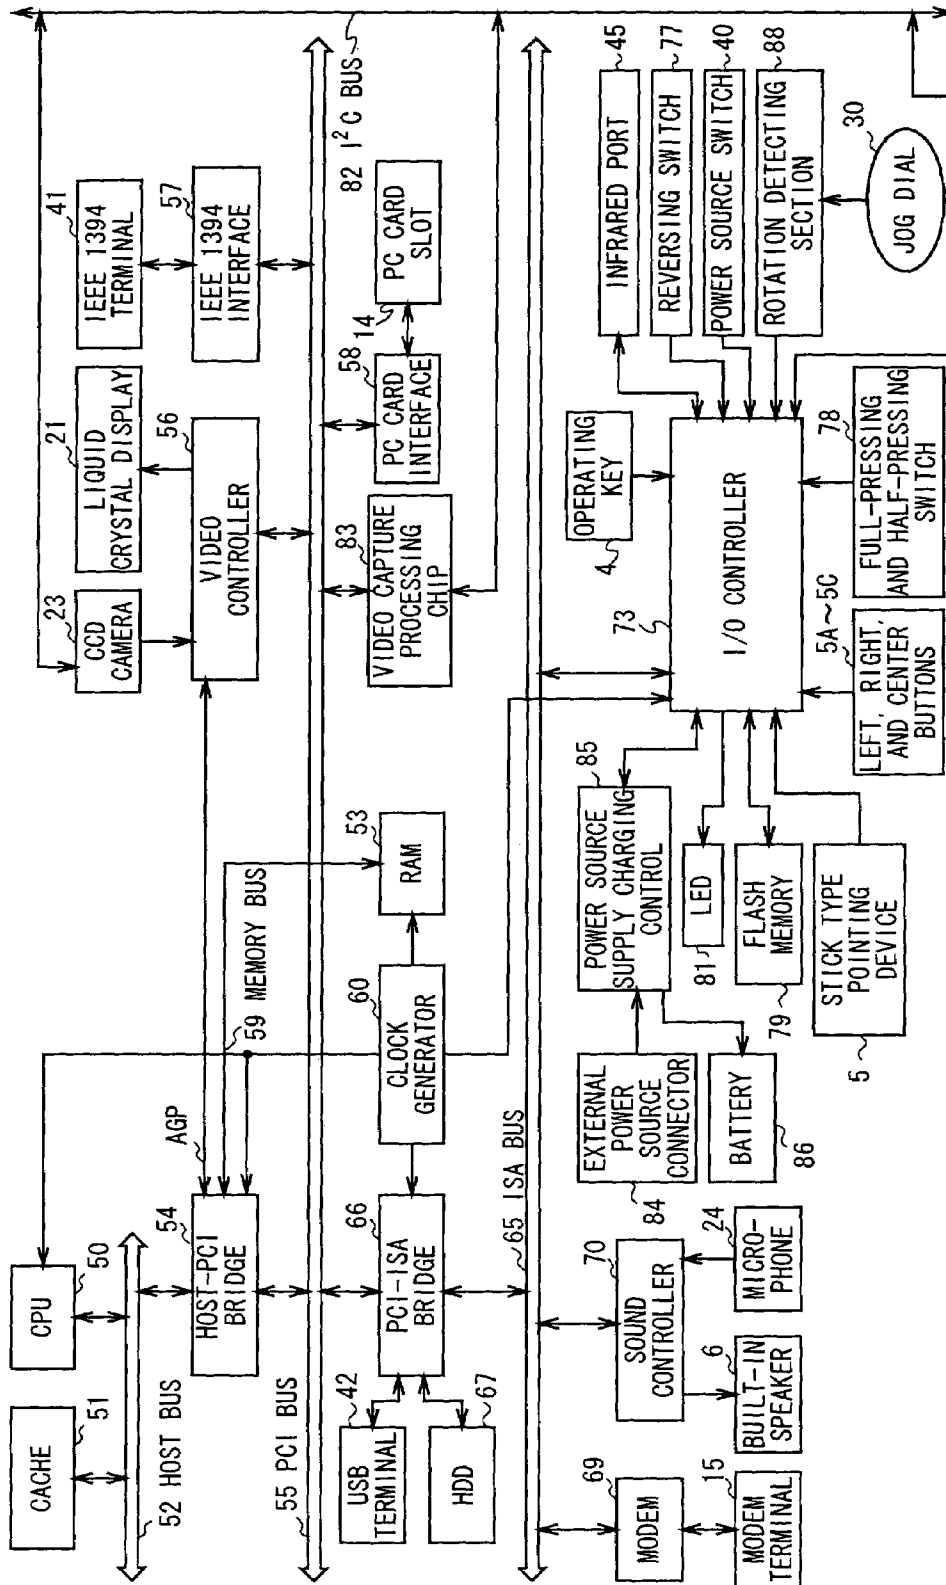 CACHE
51
CPU
50
52 HOST BUS
HOST-PCI
BRIDGE
54
AGP
59 MEMORY BUS
RAM
53
CCD
CAMERA
23
LIQUID
CRYSTAL DISPLAY
21
VIDEO
CONTROLLER
56
IEEE 1394
TERMINAL
41
IEEE 1394
INTERFACE
57
82 I²C BUS
55 PCI BUS
USB
TERMINAL
42
HDD
67
PCI-ISA
BRIDGE
66
CLOCK
GENERATOR
60
VIDEO CAPTURE
PROCESSING
CHIP
83
PC CARD
INTERFACE
58
PC CARD
SLOT
14
65 ISA BUS
MODEM
69
MODEM
TERMINAL
15
SOUND
CONTROLLER
70
BUILT-IN
SPEAKER
6
MICRO-
PHONE
24
EXTERNAL
POWER
SOURCE
CONNECTOR
84
BATTERY
86
POWER SOURCE
SUPPLY CHARGING
CONTROL
85
LED
81
FLASH
MEMORY
79
STICK TYPE
POINTING
DEVICE
5
I/O CONTROLLER
73
OPERATING
KEY
4
LEFT, RIGHT,
AND CENTER
BUTTONS
5A～5C
FULL-PRESSING
AND HALF-PRESSING
SWITCH
78
INFRARED PORT
45
REVERSING SWITCH
77
POWER SOURCE SWITCH
40
ROTATION DETECTING
SECTION
88
JOG DIAL
30